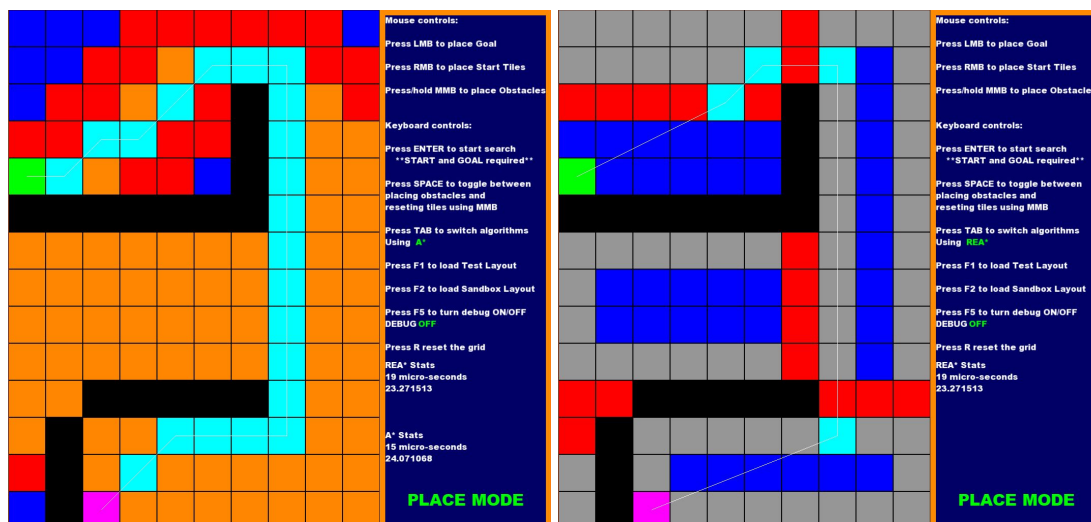 Mouse controls:
Press LMB to place Goal
Press RMB to place Start Tiles
Press/hold MMB to place Obstacles
Keyboard controls:
Press ENTER to start search
**START and GOAL required**
Press SPACE to toggle between
placing obstacles and
reseting tiles using MMB
Press TAB to switch algorithms
Using A*
Press F1 to load Test Layout
Press F2 to load Sandbox Layout
Press F5 to turn debug ON/OFF
DEBUG OFF
Press R reset the grid
REA* Stats
19 micro-seconds
23.271513
A* Stats
15 micro-seconds
24.071068
PLACE MODE
Mouse controls:
Press LMB to place Goal
Press RMB to place Start Tiles
Press/hold MMB to place Obstacles
Keyboard controls:
Press ENTER to start search
**START and GOAL required**
Press SPACE to toggle between
placing obstacles and
reseting tiles using MMB
Press TAB to switch algorithms
Using REA*
Press F1 to load Test Layout
Press F2 to load Sandbox Layout
Press F5 to turn debug ON/OFF
DEBUG OFF
Press R reset the grid
REA* Stats
19 micro-seconds
23.271513
PLACE MODE